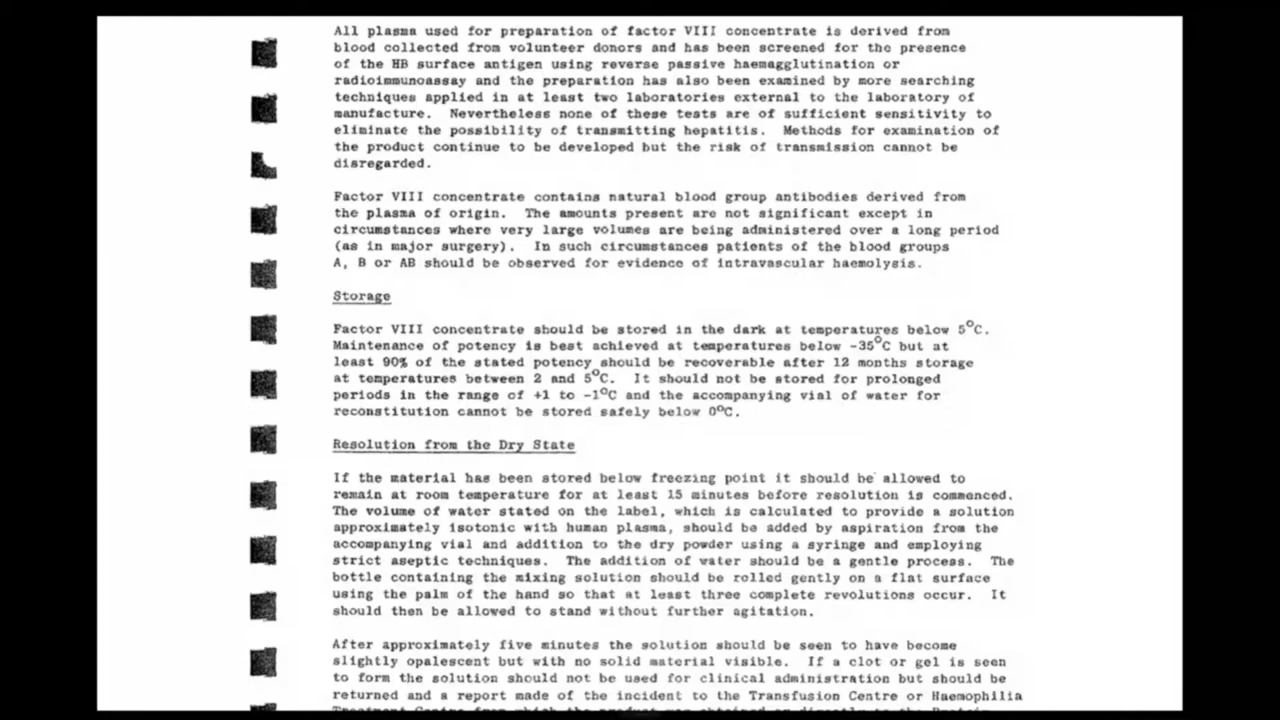 All plasma used for preparation of factor VIII concentrate is derived from
blood collected from volunteer donors and has been screened for the presence
of the HB surface antigen using reverse passive haemagglutination or
radioimmunoassay and the preparation has also been examined by more searching
techniques applied in at least two laboratories external to the laboratory of
manufacture. Nevertheless none of these tests are of sufficient sensitivity to
eliminate the possibility of transmitting hepatitis. Methods for examination of
the product continue to be developed but the risk of transmission cannot be
disregarded.
Factor VIII concentrate contains natural blood group antibodies derived from
the plasma of origin. The amounts present are not significant except in
circumstances where very large volumes are being administered over a long period
(as in major surgery). In such circumstances patients of the blood groups
A, B or AB should be observed for evidence of intravascular haemolysis.
Storage
Factor VIII concentrate should be stored in the dark at temperatures below 5°C.
Maintenance of potency is best achieved at temperatures below -35°C but at
least 90% of the stated potency should be recoverable after 12 months storage
at temperatures between 2 and 5°C. It should not be stored for prolonged
periods in the range of +1 to -1°C and the accompanying vial of water for
reconstitution cannot be stored safely below 0°C.
Resolution from the Dry State
If the material has been stored below freezing point it should be allowed to
remain at room temperature for at least 15 minutes before resolution is commenced.
The volume of water stated on the label, which is calculated to provide a solution
approximately isotonic with human plasma, should be added by aspiration from the
accompanying vial and addition to the dry powder using a syringe and employing
strict aseptic techniques. The addition of water should be a gentle process. The
bottle containing the mixing solution should be rolled gently on a flat surface
using the palm of the hand so that at least three complete revolutions occur. It
should then be allowed to stand without further agitation.
After approximately five minutes the solution should be seen to have become
slightly opalescent but with no solid material visible. If a clot or gel is seen
to form the solution should not be used for clinical administration but should be
returned and a report made of the incident to the Transfusion Centre or Haemophilia